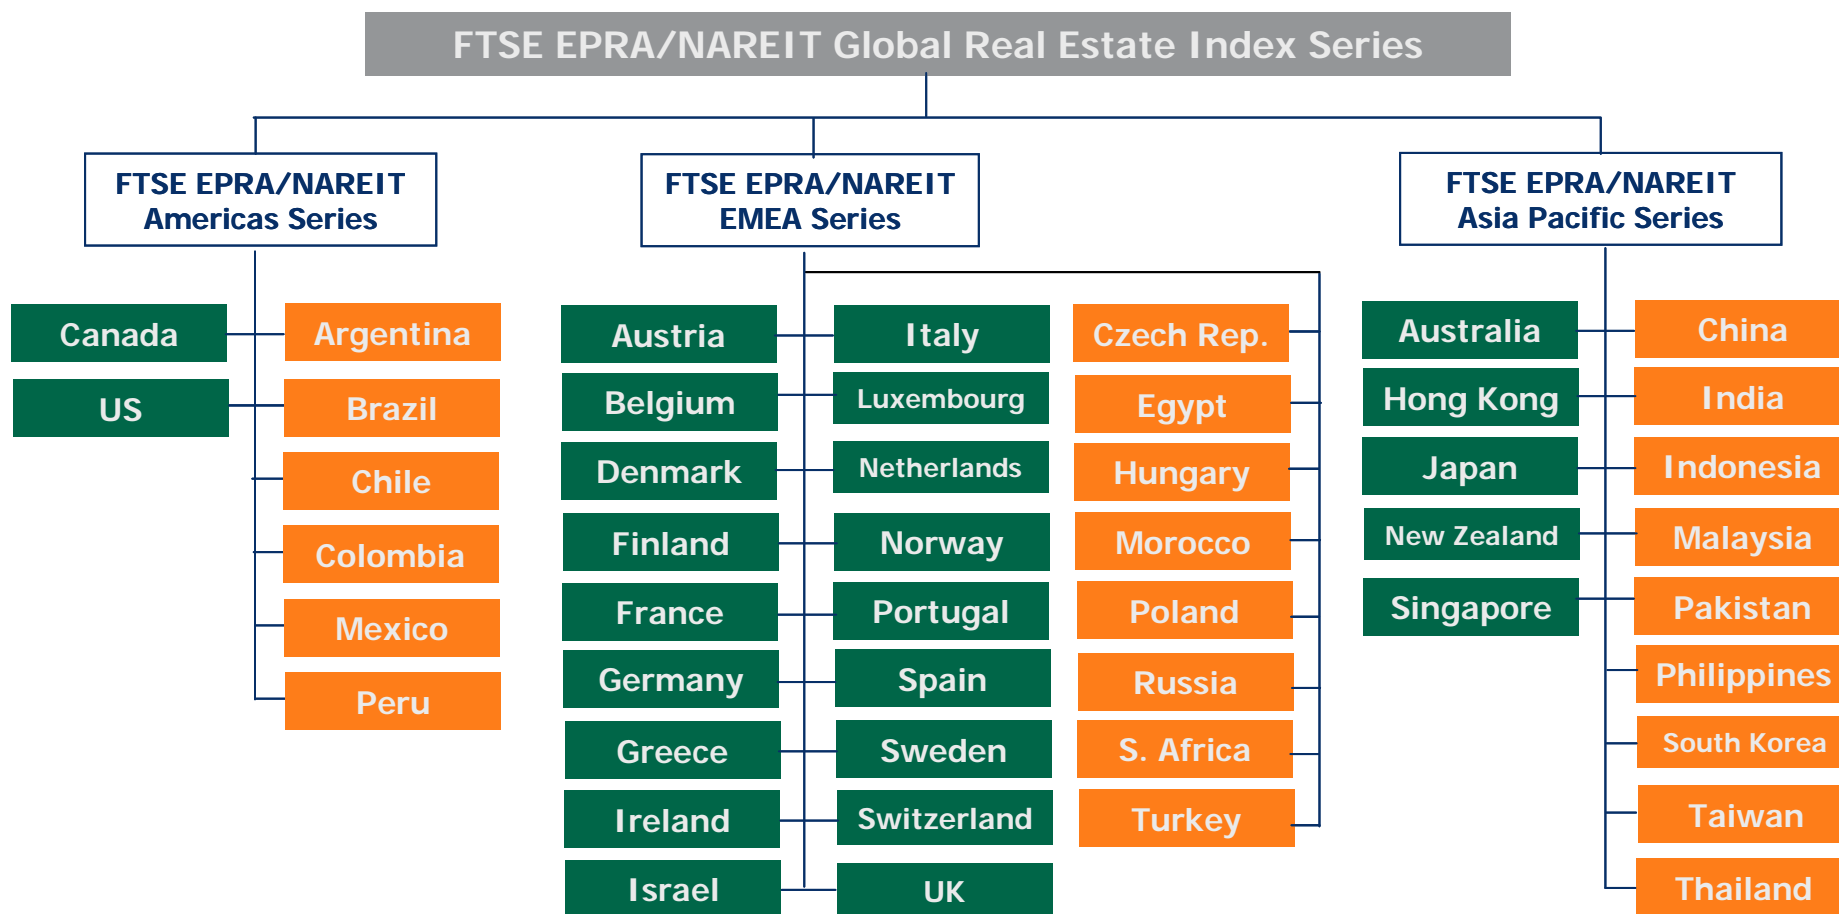 FTSE EPRA/NAREIT Global Real Estate Index Series
FTSE EPRA/NAREIT
Americas Series
Canada
US
Argentina
Brazil
Chile
Colombia
Mexico
Peru
FTSE EPRA/NAREIT
EMEA Series
Austria
Belgium
Denmark
Finland
France
Germany
Greece
Ireland
Israel
Italy
Luxembourg
Netherlands
Norway
Portugal
Spain
Sweden
Switzerland
UK
Czech Rep.
Egypt
Hungary
Morocco
Poland
Russia
S. Africa
Turkey
FTSE EPRA/NAREIT
Asia Pacific Series
Australia
Hong Kong
Japan
New Zealand
Singapore
China
India
Indonesia
Malaysia
Pakistan
Philippines
South Korea
Taiwan
Thailand